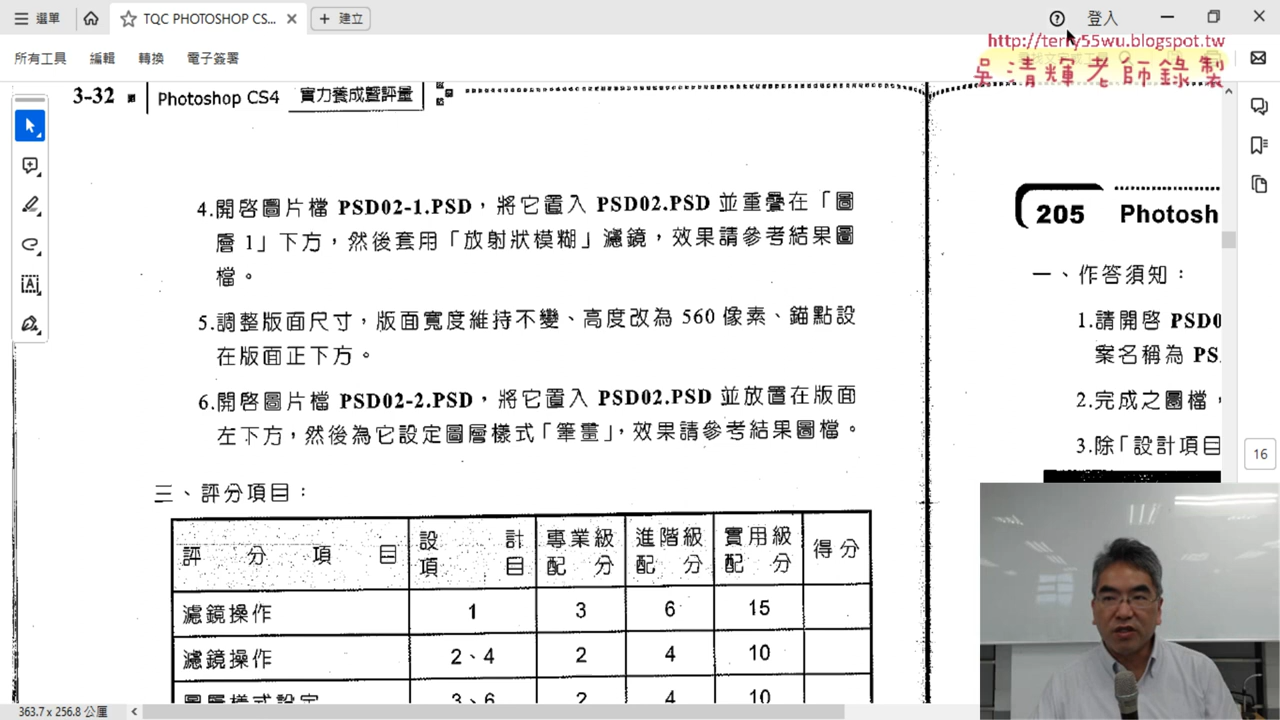 選單
TQC PHOTOSHOP CS...
建立
登入
http://terry55wu.blogspot.tw
吳清輝老師錄製
所有工具 編輯 轉換 電子簽署
3-32 Photoshop CS4 實力養成暨評量
4.開啟圖片檔 PSD02-1.PSD，將它置入 PSD02.PSD 並重疊在「圖
層 1」下方，然後套用「放射狀模糊」濾鏡，效果請參考結果圖
檔。
5.調整版面尺寸，版面寬度維持不變、高度改為 560 像素、錨點設
在版面正下方。
6.開啟圖片檔 PSD02-2.PSD，將它置入 PSD02.PSD 並放置在版面
左下方，然後為它設定圖層樣式「筆畫」，效果請參考結果圖檔。
三、評分項目：
評分項目 設計項目 專業級配分 進階級配分 實用級配分 得分
濾鏡操作 1 3 6 15
濾鏡操作 2、4 2 4 10
圖層樣式設定 3、6 2 4 10
205 Photosh
一、作答須知：
1.請開啟 PSD0
案名稱為 PS
2.完成之圖檔，
3.除「設計項目
16
363.7 x 256.8 公厘